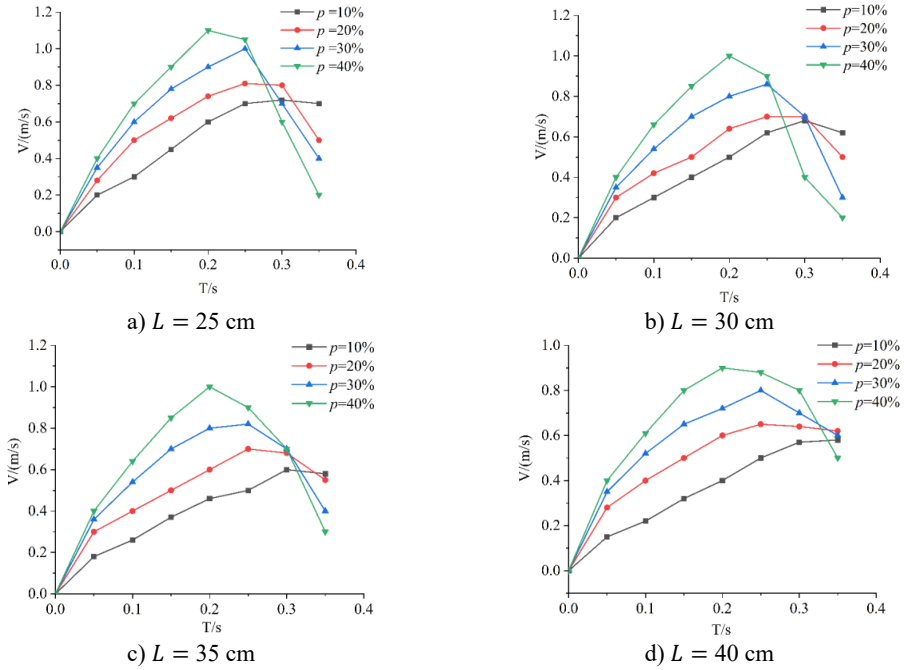 1.2
1.0
0.8
0.6
0.4
0.2
0.0
V/(m/s)
0.0
0.1
0.2
0.3
0.4
T/s
p =10%
p =20%
p =30%
p =40%
a) L = 25 cm
1.2
1.0
0.8
0.6
0.4
0.2
0.0
V/(m/s)
0.0
0.1
0.2
0.3
0.4
T/s
p=10%
p=20%
p=30%
p=40%
b) L = 30 cm
1.2
1.0
0.8
0.6
0.4
0.2
0.0
V/(m/s)
0.0
0.1
0.2
0.3
0.4
T/s
p=10%
p=20%
p=30%
p=40%
c) L = 35 cm
1.0
0.8
0.6
0.4
0.2
0.0
V/(m/s)
0.0
0.1
0.2
0.3
0.4
T/s
p=10%
p=20%
p=30%
p=40%
d) L = 40 cm